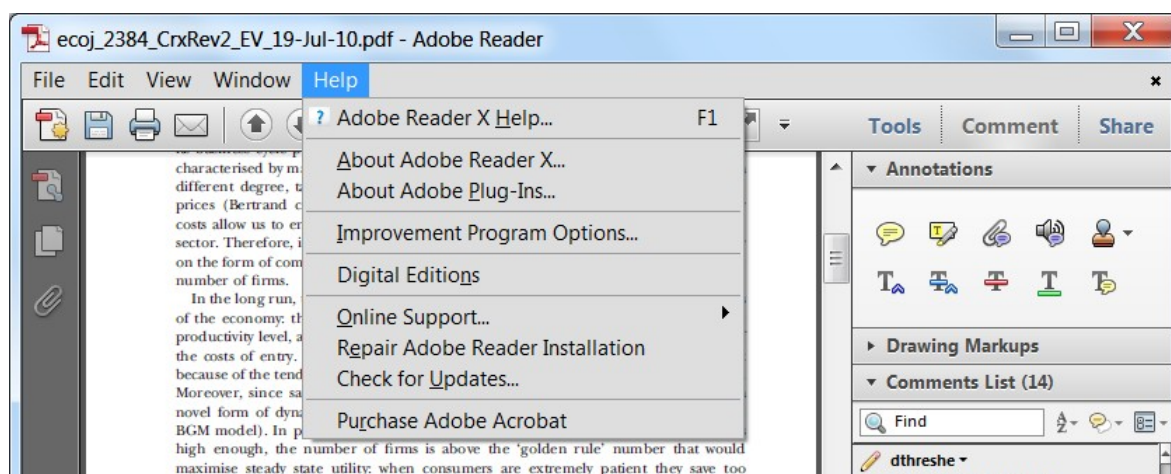 ecoj_2384_CrxRev2_EV_19-Jul-10.pdf - Adobe Reader
File Edit View Window Help
Tools Comment Share
Adobe Reader X Help... F1
About Adobe Reader X...
About Adobe Plug-Ins...
Improvement Program Options...
Digital Editions
Online Support...
Repair Adobe Reader Installation
Check for Updates...
Purchase Adobe Acrobat
characterised by m
different degree, t
prices (Bertrand c
costs allow us to er
sector. Therefore, i
on the form of com
number of firms.
In the long run,
of the economy: th
productivity level, a
the costs of entry.
because of the tend
Moreover, since sa
novel form of dyna
BGM model). In p
high enough, the number of firms is above the 'golden rule' number that would
maximise steady state utility: when consumers are extremely patient they save too
Annotations
Drawing Markups
Comments List (14)
Find
dthreshe